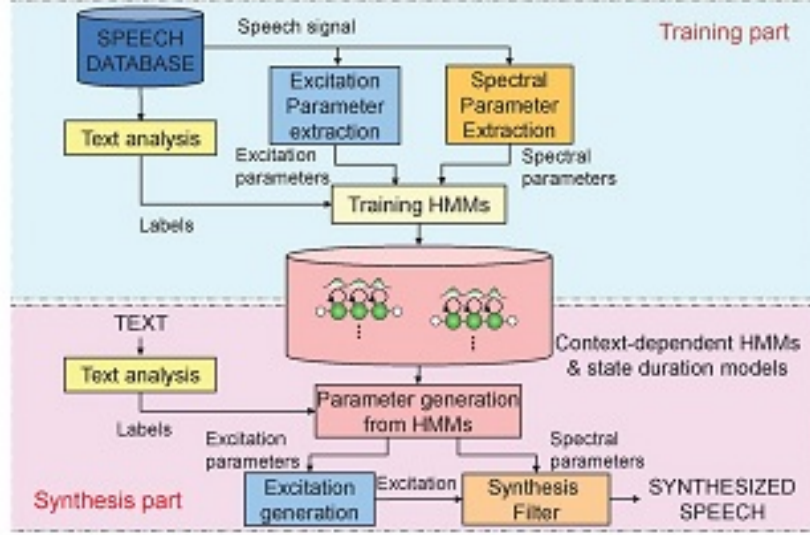 SPEECH
DATABASE
Speech signal
Training part
Excitation
Parameter
extraction
Spectral
Parameter
Extraction
Text analysis
Excitation
parameters
Spectral
parameters
Training HMMs
Labels
TEXT
Context-dependent HMMs
& state duration models
Text analysis
Parameter generation
from HMMs
Labels
Excitation
parameters
Spectral
parameters
Synthesis part
Excitation
generation
Excitation
Synthesis
Filter
SYNTHESIZED
SPEECH